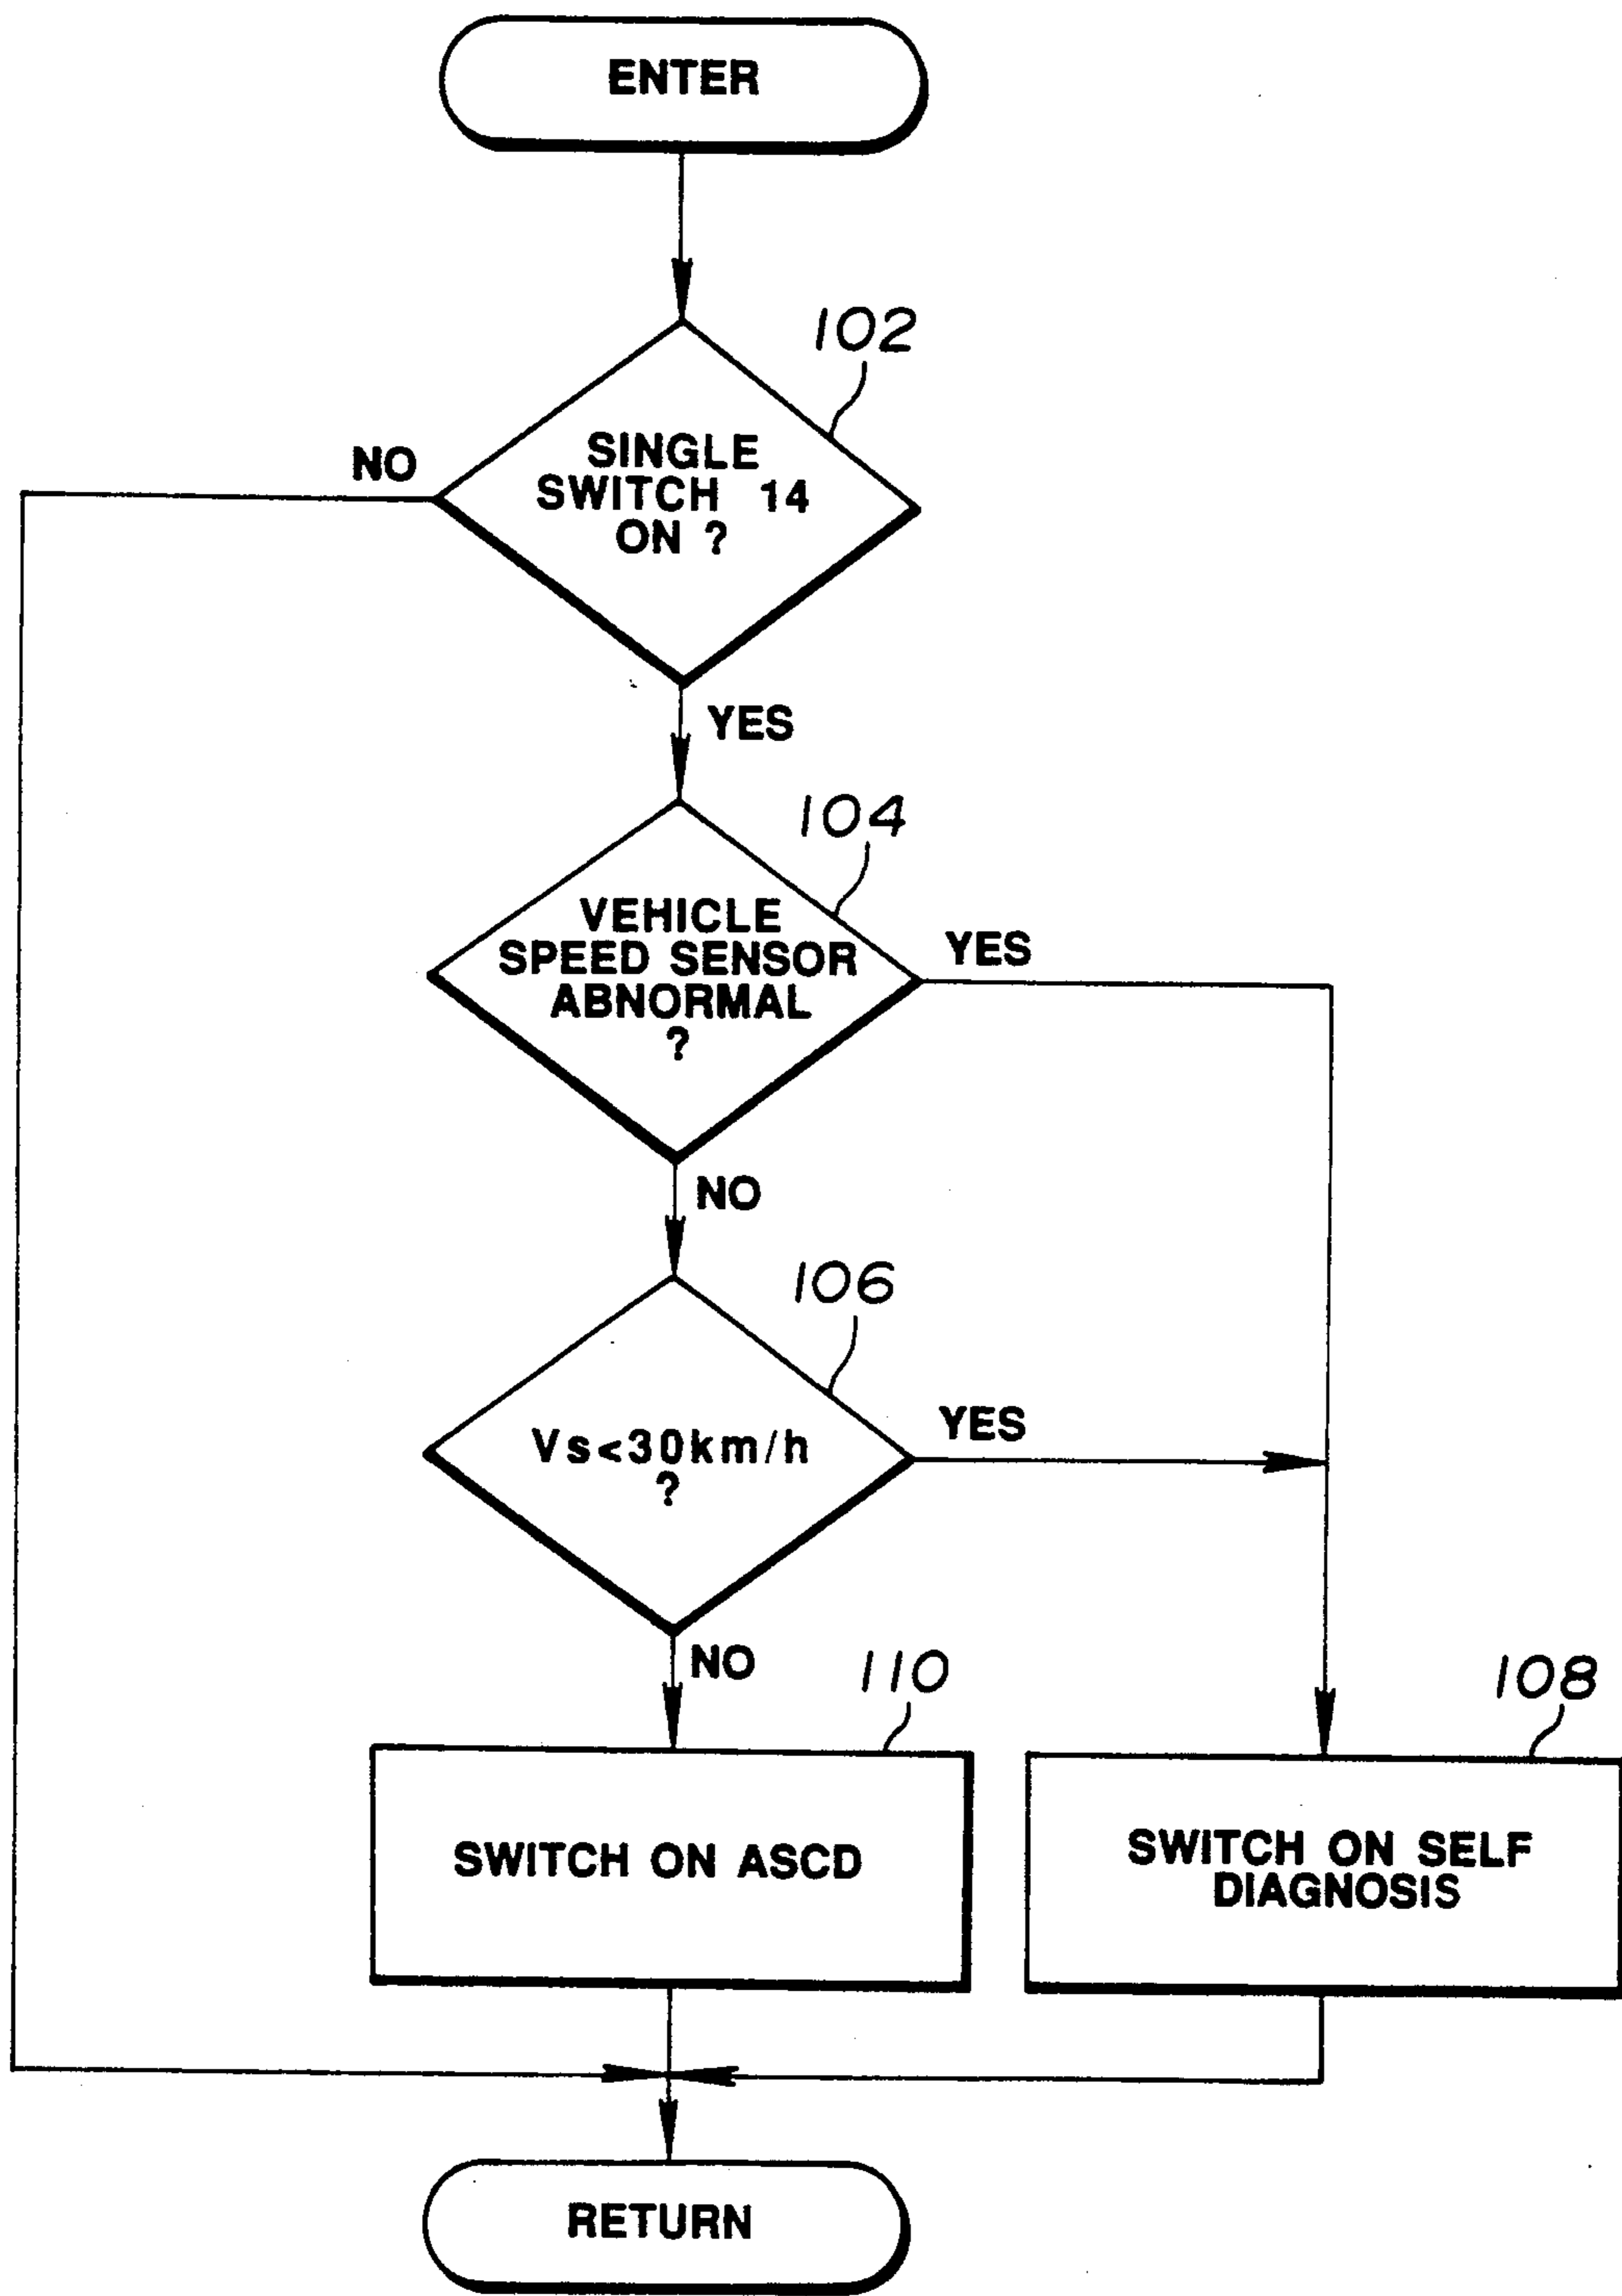 ENTER
102
NO
SINGLE
SWITCH 14
ON ?
YES
104
VEHICLE
SPEED SENSOR
ABNORMAL
?
YES
NO
106
Vs<30km/h
?
YES
NO
110
108
SWITCH ON ASCD
SWITCH ON SELF
DIAGNOSIS
RETURN